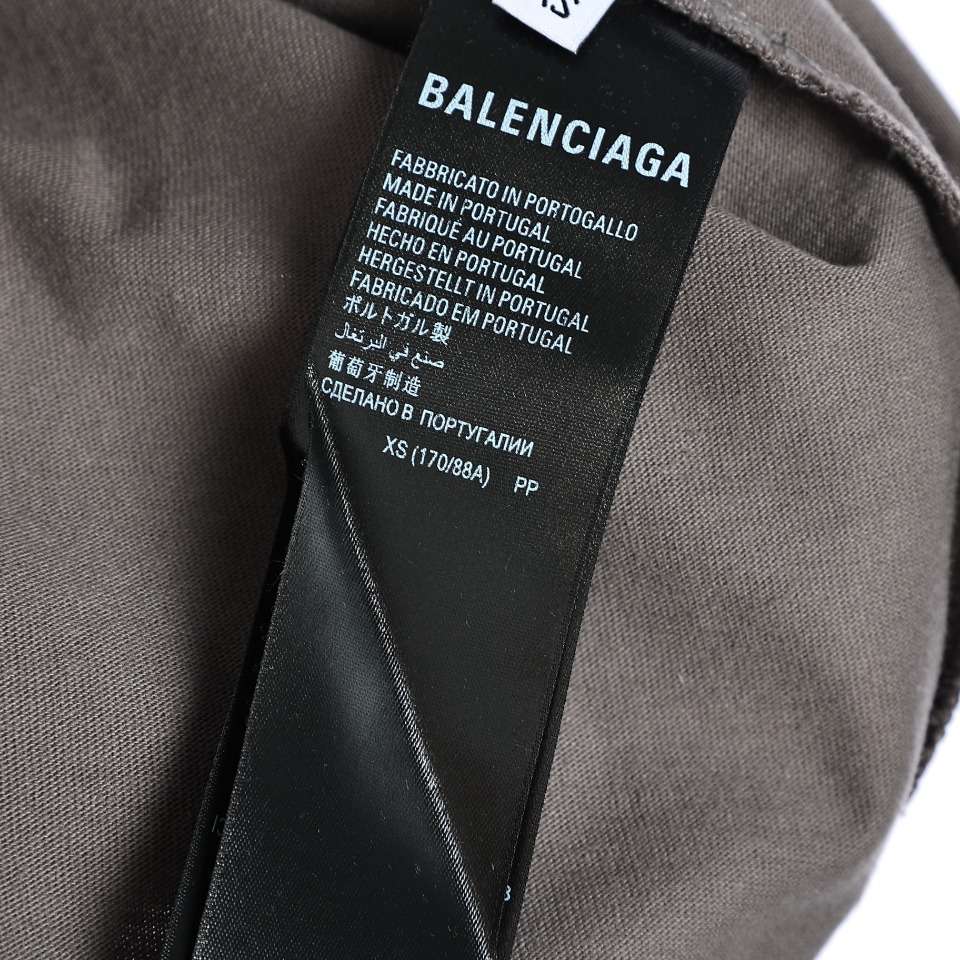 BALENCIAGA
FABBRICATO IN PORTOGALLO
MADE IN PORTUGAL
FABRIQUÉ AU PORTUGAL
HECHO EN PORTUGAL
HERGESTELLT IN PORTUGAL
FABRICADO EM PORTUGAL
ポルトガル製
صنع في البرتغال
葡萄牙制造
СДЕЛАНО В ПОРТУГАЛИИ
XS (170/88A) PP